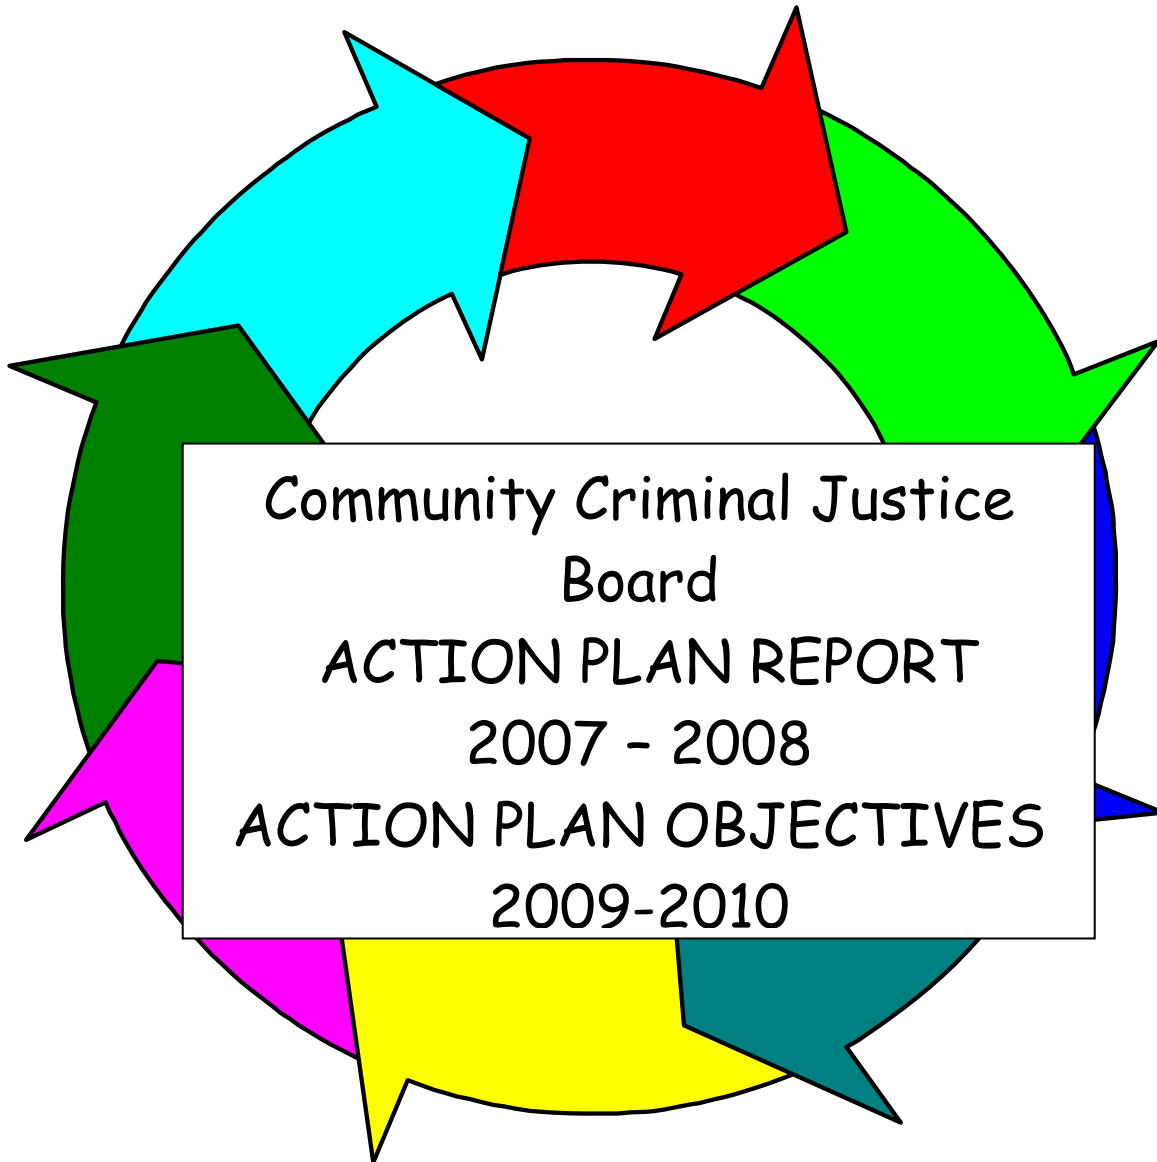 Community Criminal Justice
Board
ACTION PLAN REPORT
2007 – 2008
ACTION PLAN OBJECTIVES
2009-2010